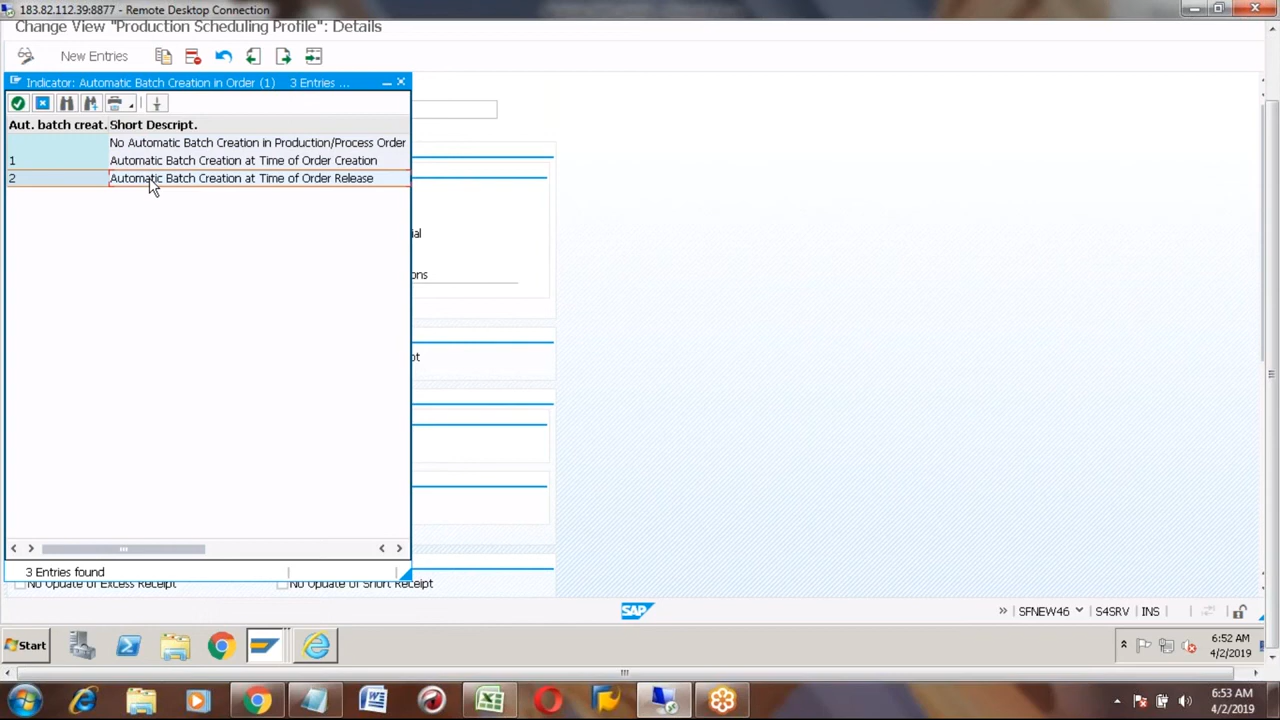 183.82.112.39:8877 - Remote Desktop Connection
Change View "Production Scheduling Profile": Details
New Entries
Indicator: Automatic Batch Creation in Order (1) 3 Entries ...
Aut. batch creat. Short Descript.
No Automatic Batch Creation in Production/Process Order
1 Automatic Batch Creation at Time of Order Creation
2 Automatic Batch Creation at Time of Order Release
ial
ons
pt
3 Entries found
No Update of Excess Receipt No Update of Short Receipt
SAP
SFNEW46 S4SRV INS
Start
6:52 AM
4/2/2019
6:53 AM
4/2/2019